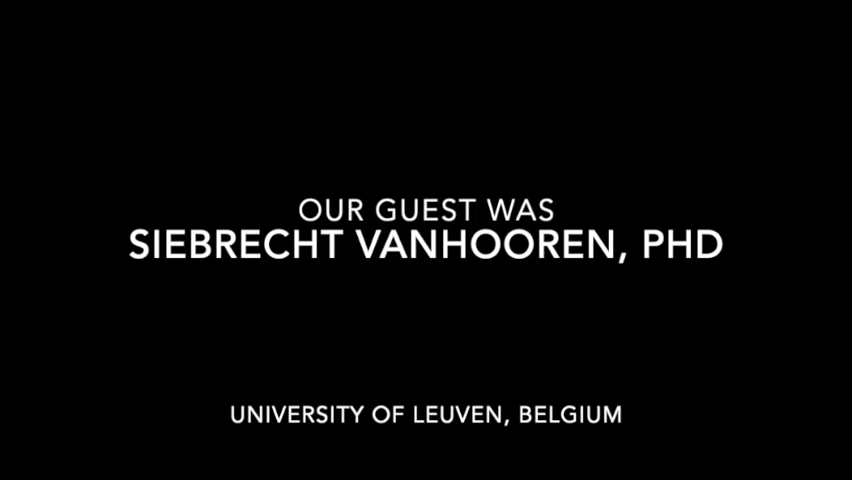 OUR GUEST WAS
SIEBRECHT VANHOOREN, PHD
UNIVERSITY OF LEUVEN, BELGIUM